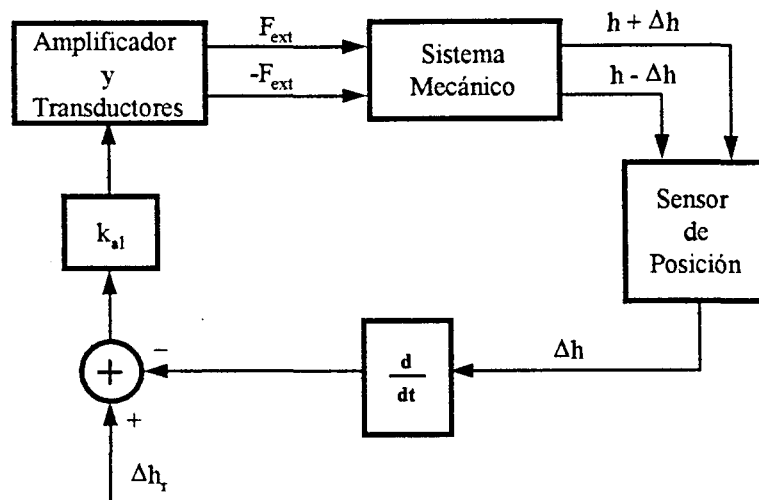 Amplificador
y
Transductores
F_ext
-F_ext
Sistema
Mecánico
h + Δh
h - Δh
Sensor
de
Posición
k_a1
Δh
d
dt
−
+
+
Δh_r